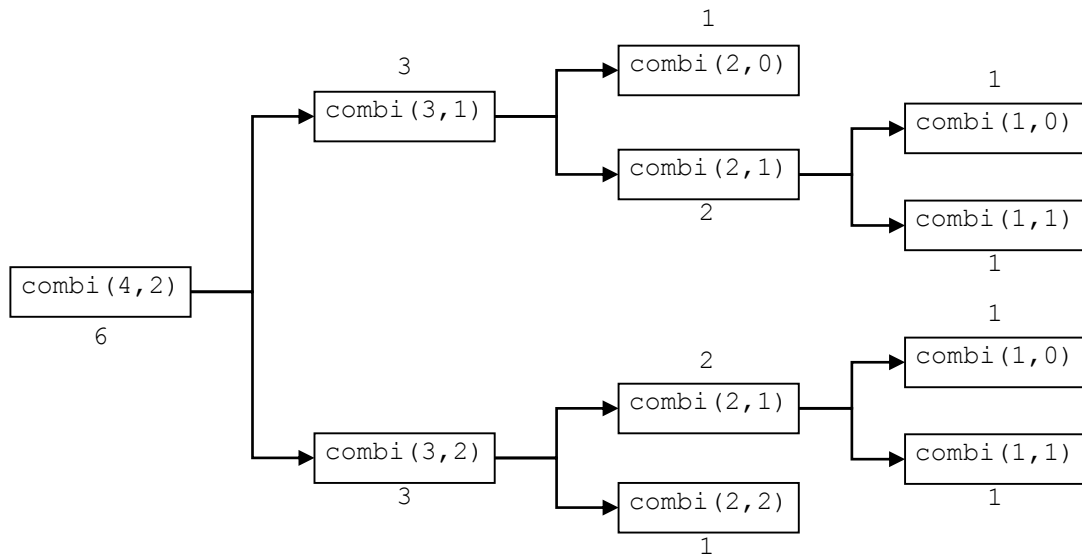 1
combi(2,0)
3
combi(3,1)
1
combi(1,0)
combi(2,1)
2
combi(1,1)
1
combi(4,2)
6
1
combi(1,0)
2
combi(2,1)
combi(3,2)
3
combi(1,1)
1
combi(2,2)
1